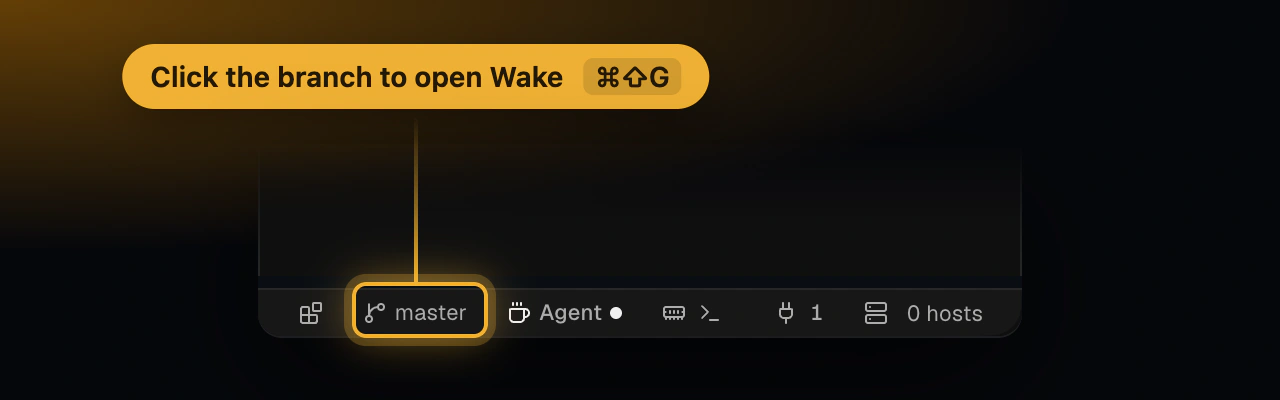 Click the branch to open Wake ⌘⇧G
master Agent 1 0 hosts